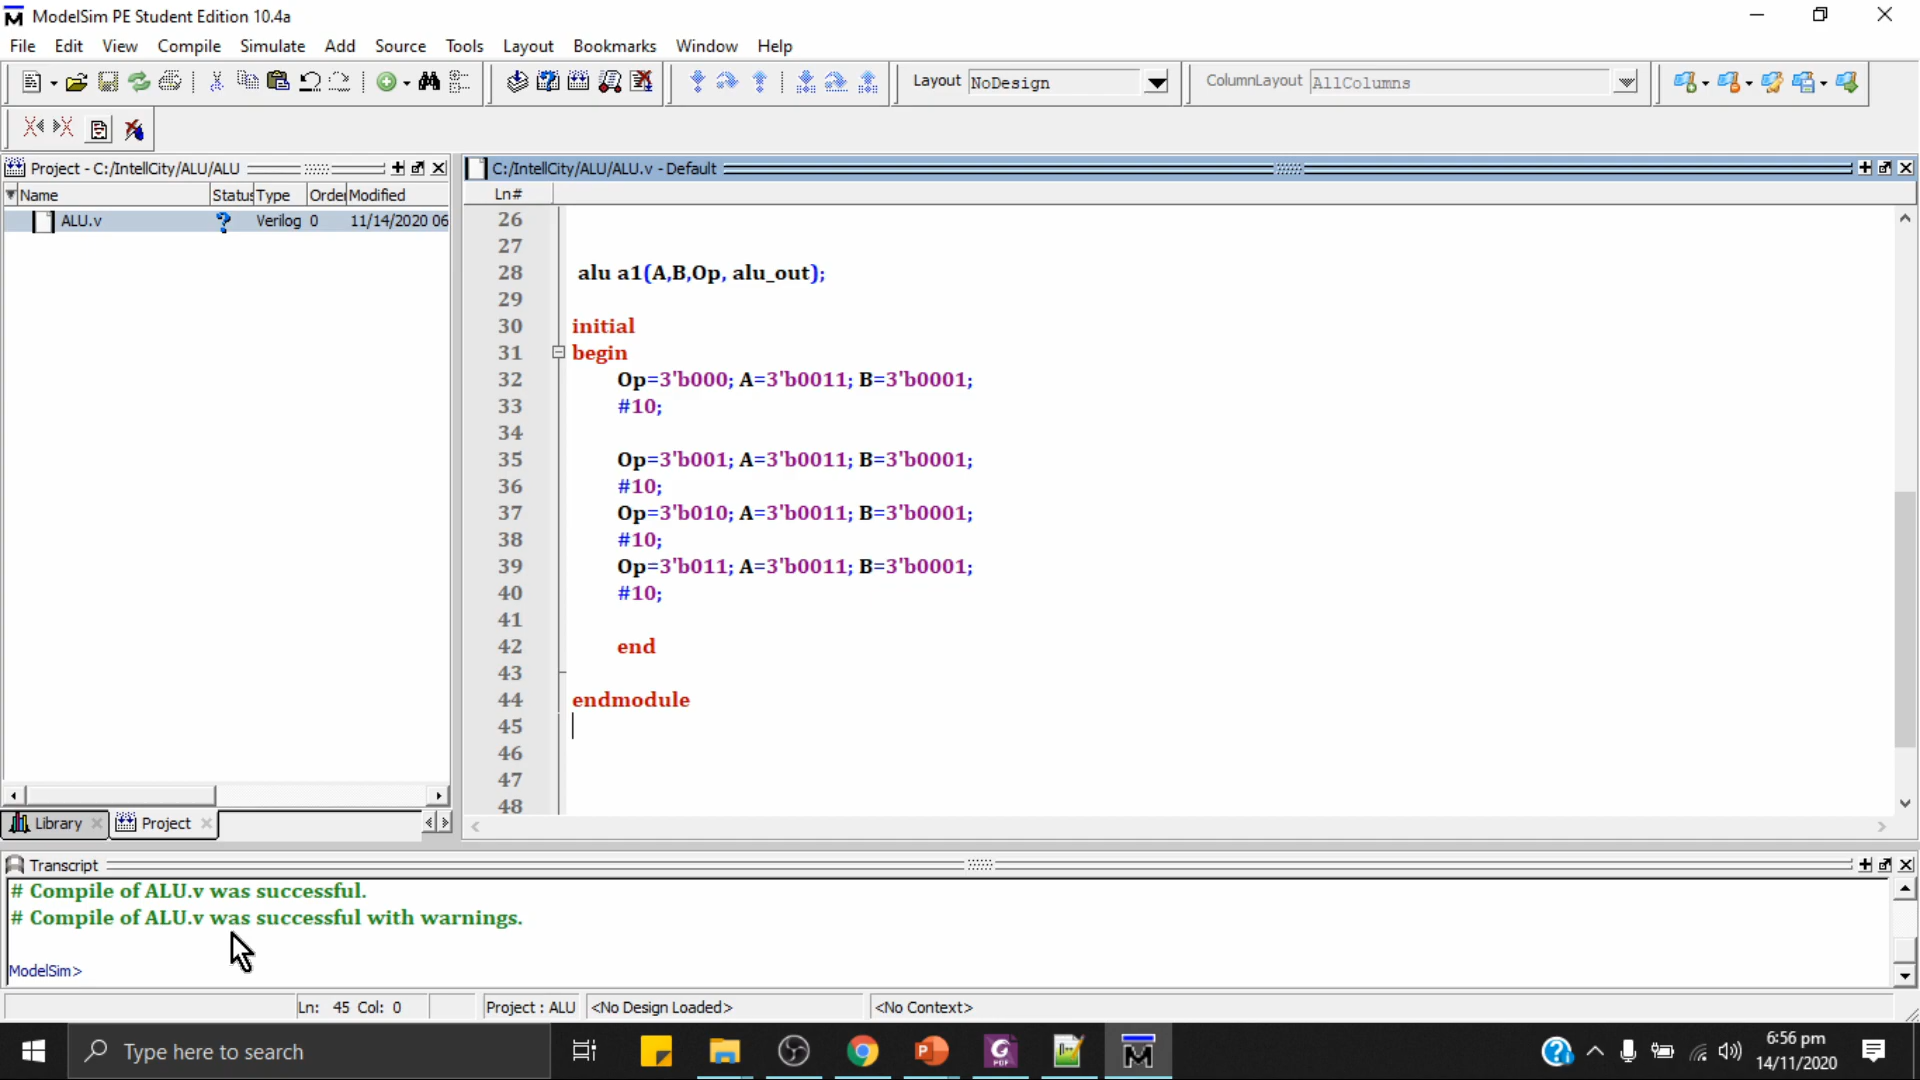 ModelSim PE Student Edition 10.4a
File Edit View Compile Simulate Add Source Tools Layout Bookmarks Window Help
Layout NoDesign ColumnLayout AllColumns
Project - C:/IntellCity/ALU/ALU
C:/IntellCity/ALU/ALU.v - Default
Name Status Type Order Modified
Ln#
ALU.v ? Verilog 0 11/14/2020 06
26
27
28 alu a1(A,B,Op, alu_out);
29
30 initial
31 begin
32 Op=3'b000; A=3'b0011; B=3'b0001;
33 #10;
34
35 Op=3'b001; A=3'b0011; B=3'b0001;
36 #10;
37 Op=3'b010; A=3'b0011; B=3'b0001;
38 #10;
39 Op=3'b011; A=3'b0011; B=3'b0001;
40 #10;
41
42 end
43
44 endmodule
45
46
47
48
Library Project
Transcript
# Compile of ALU.v was successful.
# Compile of ALU.v was successful with warnings.
ModelSim>
Ln: 45 Col: 0 Project : ALU <No Design Loaded> <No Context>
Type here to search
6:56 pm
14/11/2020